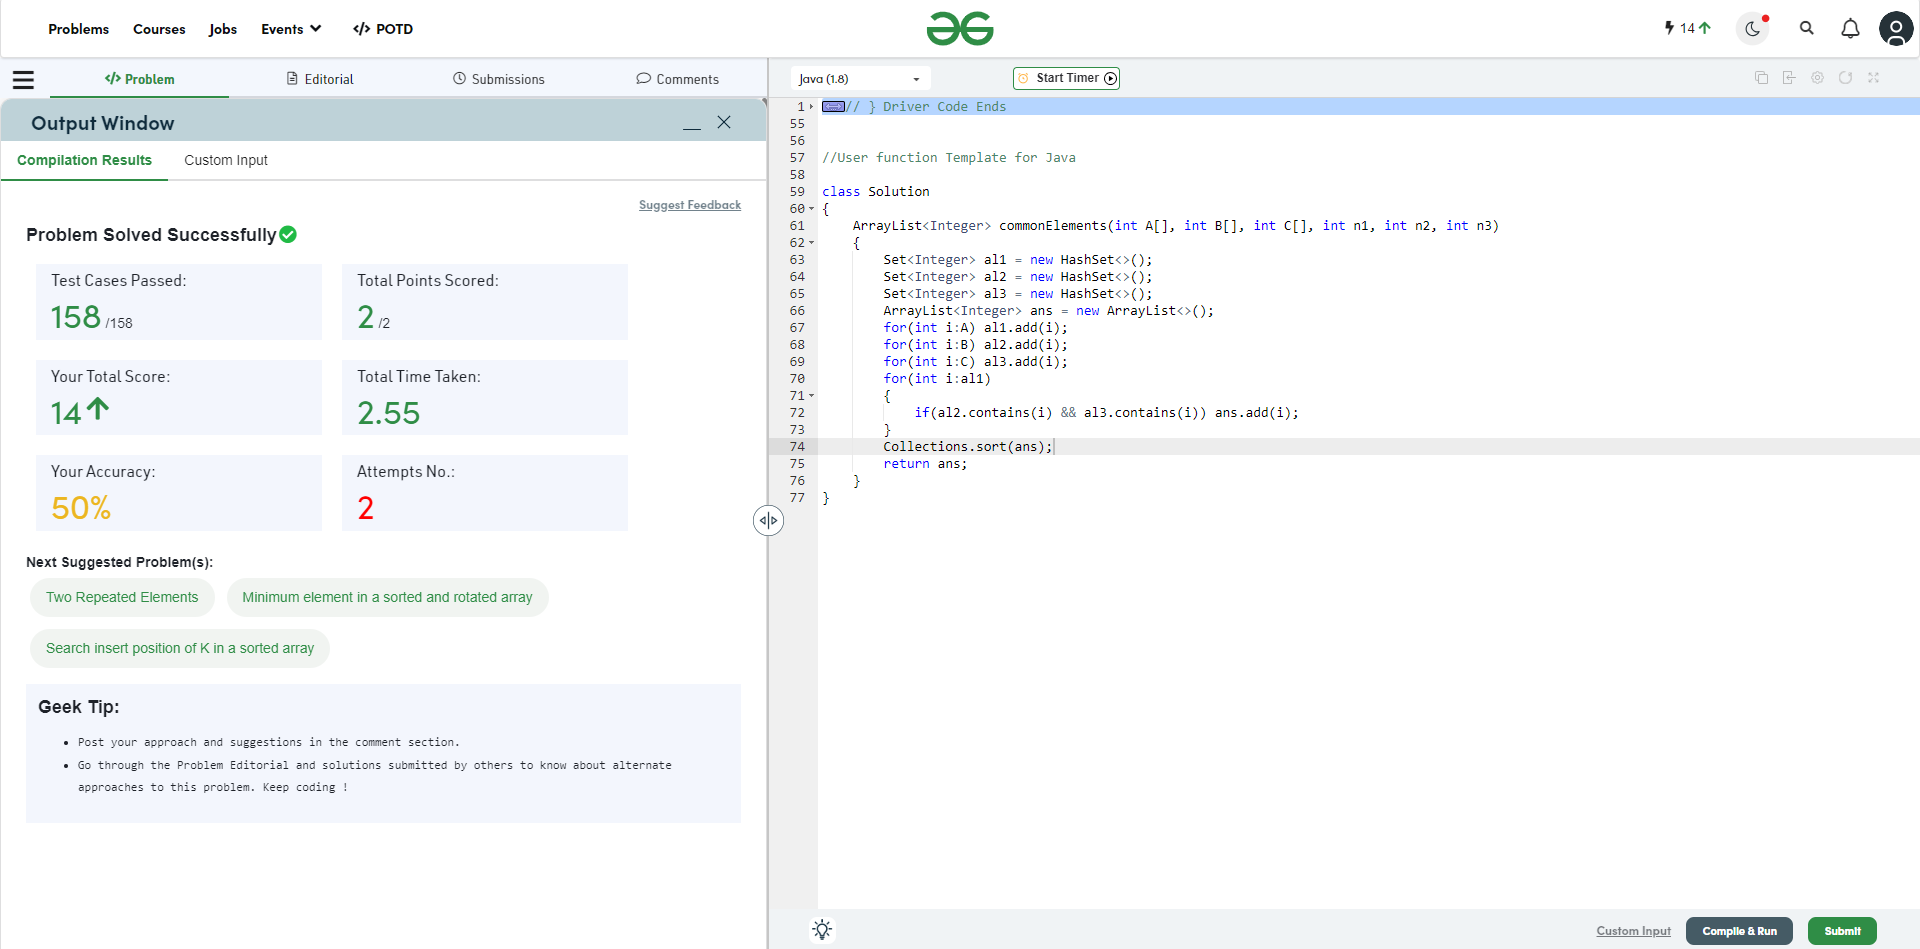 Problems Courses Jobs Events </> POTD
14
</> Problem Editorial Submissions Comments
Java (1.8) Start Timer
Output Window
Compilation Results Custom Input
Suggest Feedback
Problem Solved Successfully
Test Cases Passed: Total Points Scored:
158 /158 2 /2
Your Total Score: Total Time Taken:
14 2.55
Your Accuracy: Attempts No.:
50% 2
Next Suggested Problem(s):
Two Repeated Elements Minimum element in a sorted and rotated array
Search insert position of K in a sorted array
Geek Tip:
• Post your approach and suggestions in the comment section.
• Go through the Problem Editorial and solutions submitted by others to know about alternate
approaches to this problem. Keep coding !
1 // } Driver Code Ends
55
56
57 //User function Template for Java
58
59 class Solution
60 {
61 ArrayList<Integer> commonElements(int A[], int B[], int C[], int n1, int n2, int n3)
62 {
63 Set<Integer> al1 = new HashSet<>();
64 Set<Integer> al2 = new HashSet<>();
65 Set<Integer> al3 = new HashSet<>();
66 ArrayList<Integer> ans = new ArrayList<>();
67 for(int i:A) al1.add(i);
68 for(int i:B) al2.add(i);
69 for(int i:C) al3.add(i);
70 for(int i:al1)
71 {
72 if(al2.contains(i) && al3.contains(i)) ans.add(i);
73 }
74 Collections.sort(ans);
75 return ans;
76 }
77 }
Custom Input Compile & Run Submit